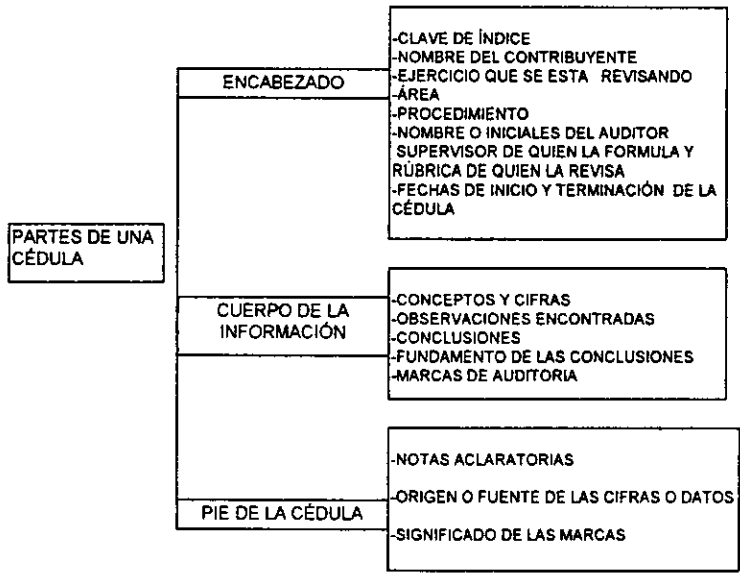 PARTES DE UNA
CÉDULA
ENCABEZADO
-CLAVE DE ÍNDICE
-NOMBRE DEL CONTRIBUYENTE
-EJERCICIO QUE SE ESTA REVISANDO
-ÁREA
-PROCEDIMIENTO
-NOMBRE O INICIALES DEL AUDITOR
SUPERVISOR DE QUIEN LA FORMULA Y
RÚBRICA DE QUIEN LA REVISA
-FECHAS DE INICIO Y TERMINACIÓN DE LA
CÉDULA
CUERPO DE LA
INFORMACIÓN
-CONCEPTOS Y CIFRAS
-OBSERVACIONES ENCONTRADAS
-CONCLUSIONES
-FUNDAMENTO DE LAS CONCLUSIONES
-MARCAS DE AUDITORIA
PIE DE LA CÉDULA
-NOTAS ACLARATORIAS
-ORIGEN O FUENTE DE LAS CIFRAS O DATOS
-SIGNIFICADO DE LAS MARCAS